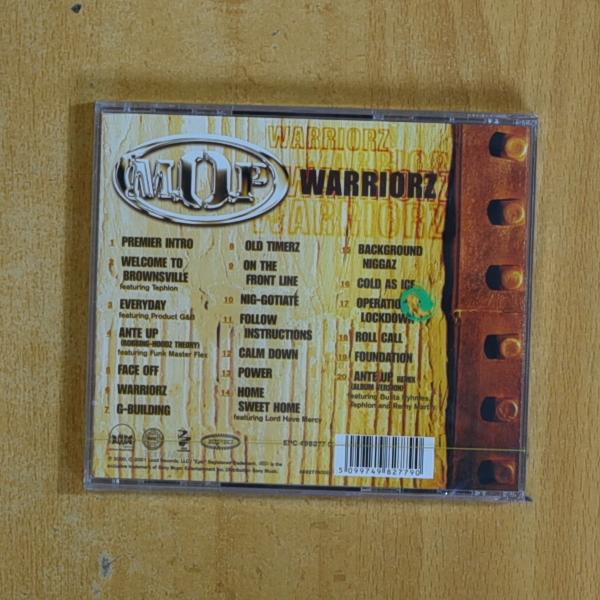 WARRIORZ
WARRIORZ
WARRIORZ
WARRIORZ
M.O.P
WARRIORZ
1 PREMIER INTRO
2 WELCOME TO
BROWNSVILLE
featuring Tephlon
3 EVERYDAY
featuring Product G&B
4 ANTE UP
(ROBBING-HOODZ THEORY)
featuring Funk Master Flex
5 FACE OFF
6 WARRIORZ
7 G-BUILDING
8 OLD TIMERZ
9 ON THE
FRONT LINE
10 NIG-GOTIATE
11 FOLLOW
INSTRUCTIONS
12 CALM DOWN
13 POWER
14 HOME
SWEET HOME
featuring Lord Have Mercy
15 BACKGROUND
NIGGAZ
16 COLD AS ICE
17 OPERATION
LOCKDOWN
18 ROLL CALL
19 FOUNDATION
20 ANTE UP REMIX
(ALBUM VERSION)
featuring Busta Rhymes,
Tephlon and Remy Martin
EPC 498277
5 099749 827790